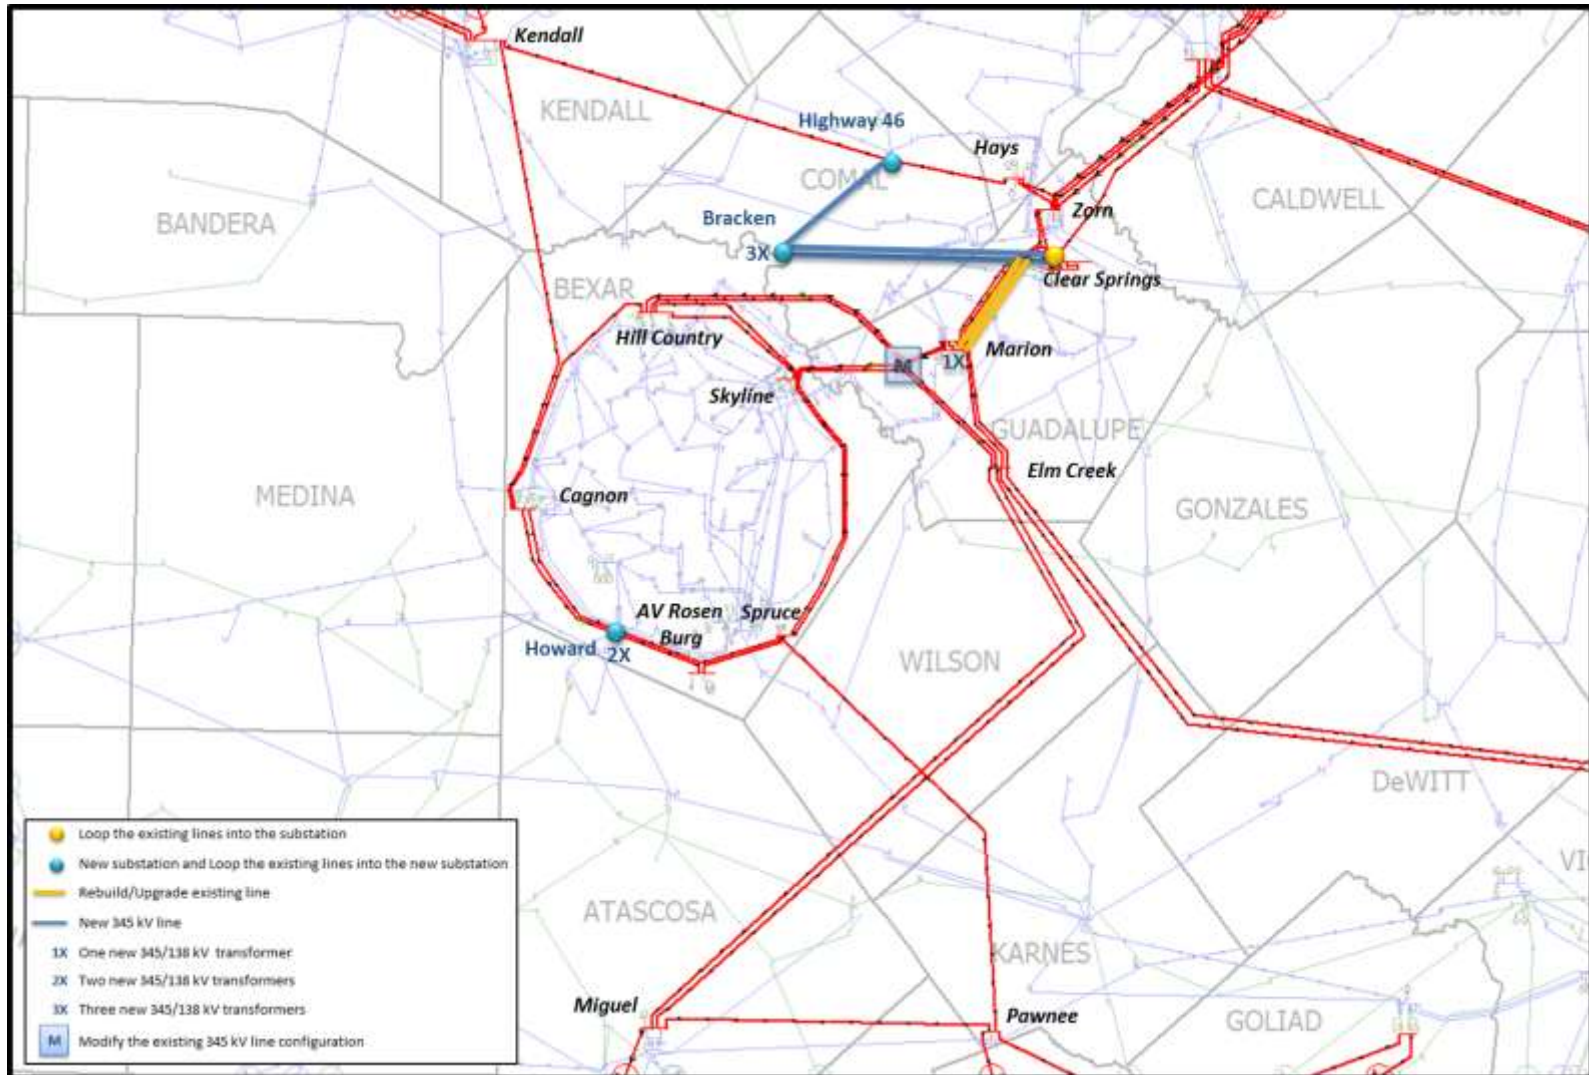 BASTROP
Kendall
KENDALL
Highway 46
Hays
COMAL
CALDWELL
BANDERA
Bracken
Zorn
3X
Clear Springs
BEXAR
Hill Country
Marion
M
1X
Skyline
GUADALUPE
Elm Creek
MEDINA
Cagnon
GONZALES
AV Rosen
Burg
Spruce
Howard
2X
WILSON
DeWITT
VI
Loop the existing lines into the substation
New substation and Loop the existing lines into the new substation
Rebuild/Upgrade existing line
New 345 kV line
1X One new 345/138 kV transformer
2X Two new 345/138 kV transformers
3X Three new 345/138 kV transformers
M Modify the existing 345 kV line configuration
ATASCOSA
KARNES
Miguel
Pawnee
GOLIAD